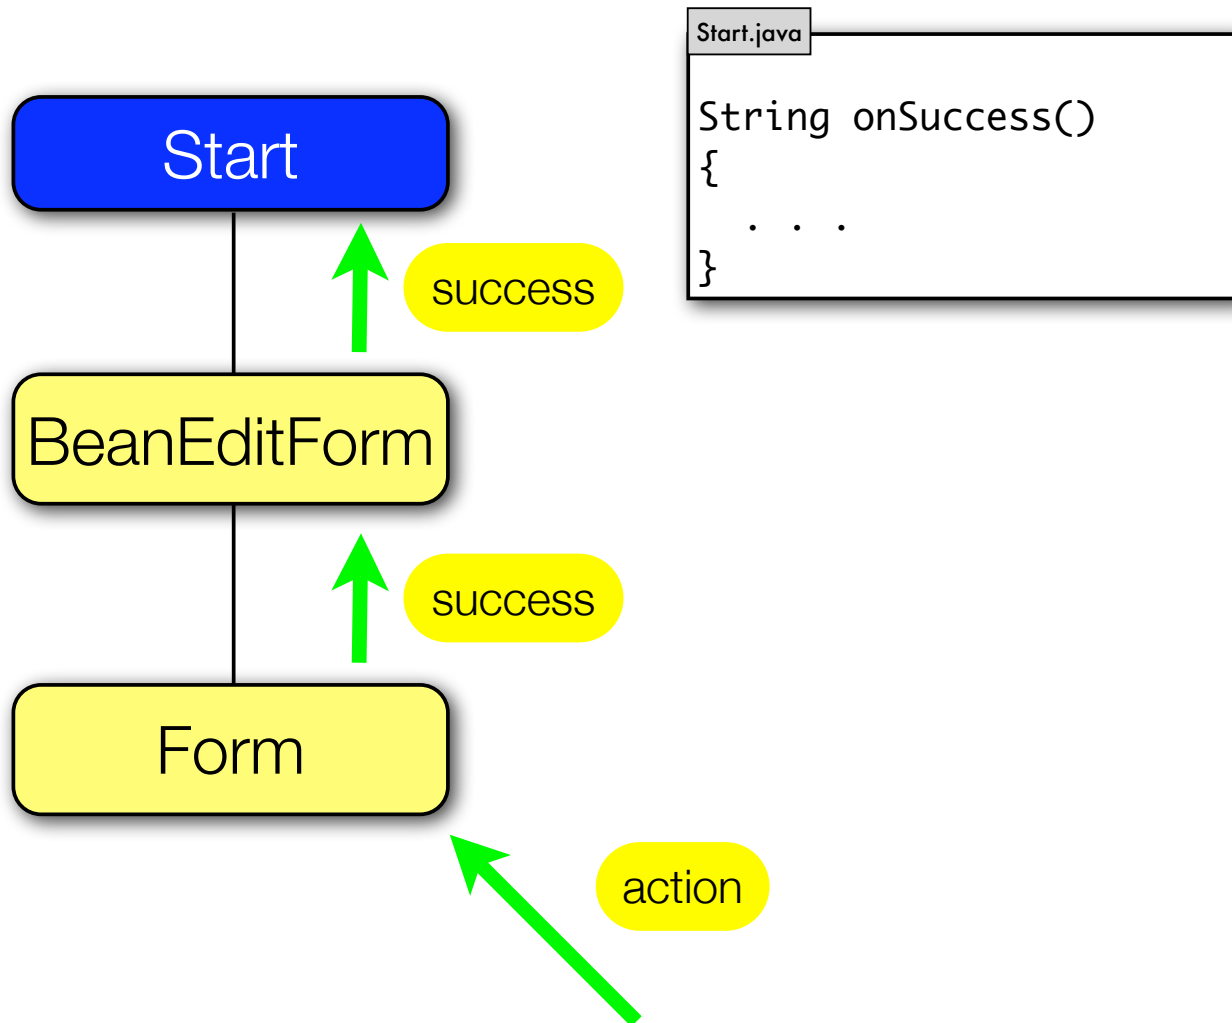 Start.java
String onSuccess()
{
. . .
}
Start
success
BeanEditForm
success
Form
action